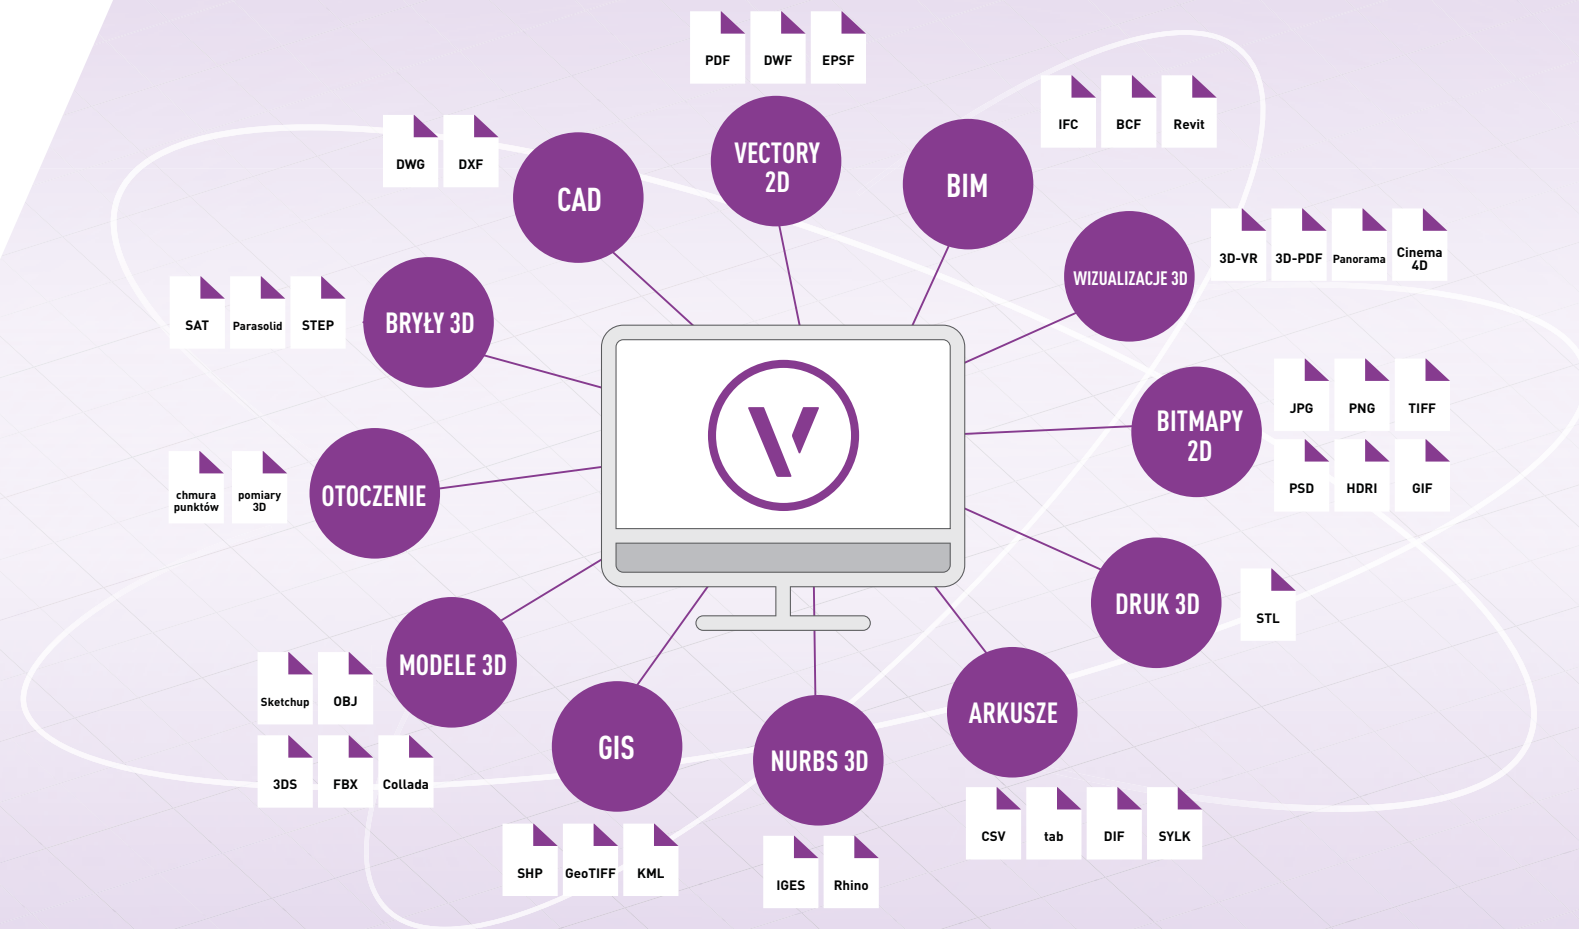 PDF
DWF
EPSF
VECTORY
2D
IFC
BCF
Revit
BIM
DWG
DXF
CAD
3D-VR
3D-PDF
Panorama
Cinema
4D
WIZUALIZACJE 3D
SAT
Parasolid
STEP
BRYŁY 3D
JPG
PNG
TIFF
BITMAPY
2D
PSD
HDRI
GIF
chmura
punktów
pomiary
3D
OTOCZENIE
DRUK 3D
STL
Sketchup
OBJ
MODELE 3D
3DS
FBX
Collada
GIS
SHP
GeoTIFF
KML
NURBS 3D
IGES
Rhino
ARKUSZE
CSV
tab
DIF
SYLK